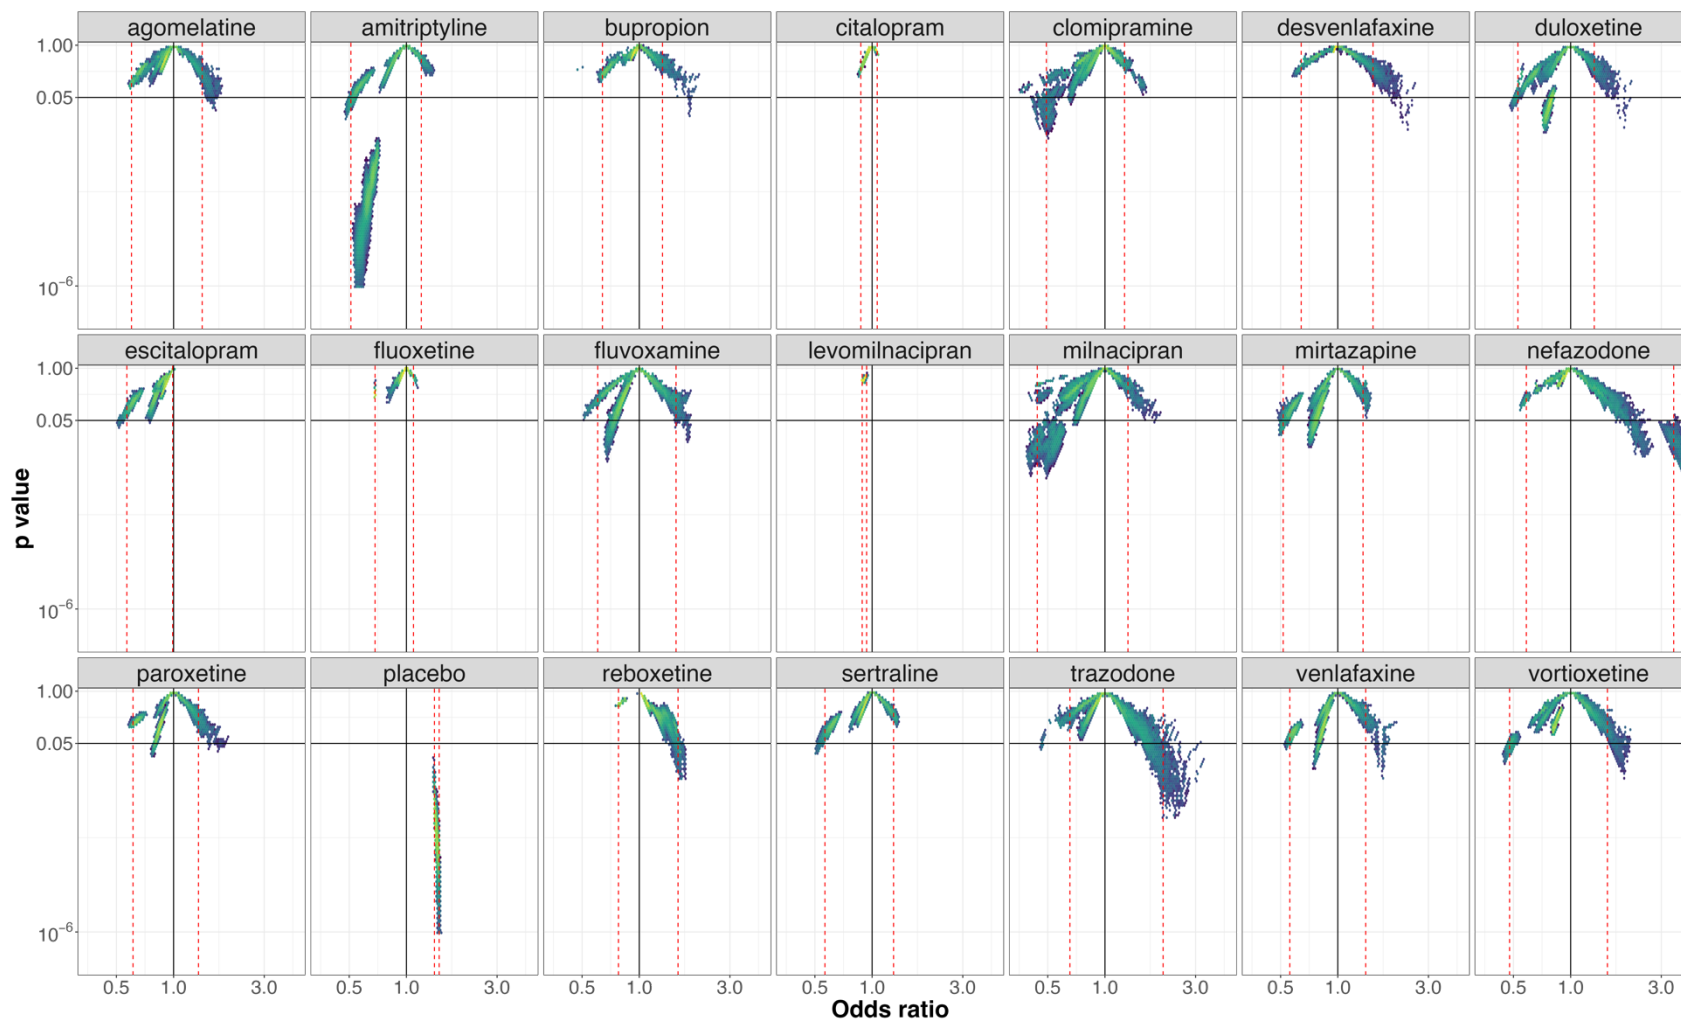 agomelatine amitriptyline bupropion citalopram clomipramine desvenlafaxine duloxetine
1.00
0.05
10⁻⁶
escitalopram fluoxetine fluvoxamine levomilnacipran milnacipran mirtazapine nefazodone
1.00
0.05
10⁻⁶
p value
paroxetine placebo reboxetine sertraline trazodone venlafaxine vortioxetine
1.00
0.05
10⁻⁶
0.5 1.0 3.0 0.5 1.0 3.0 0.5 1.0 3.0 0.5 1.0 3.0 0.5 1.0 3.0 0.5 1.0 3.0 0.5 1.0 3.0
Odds ratio